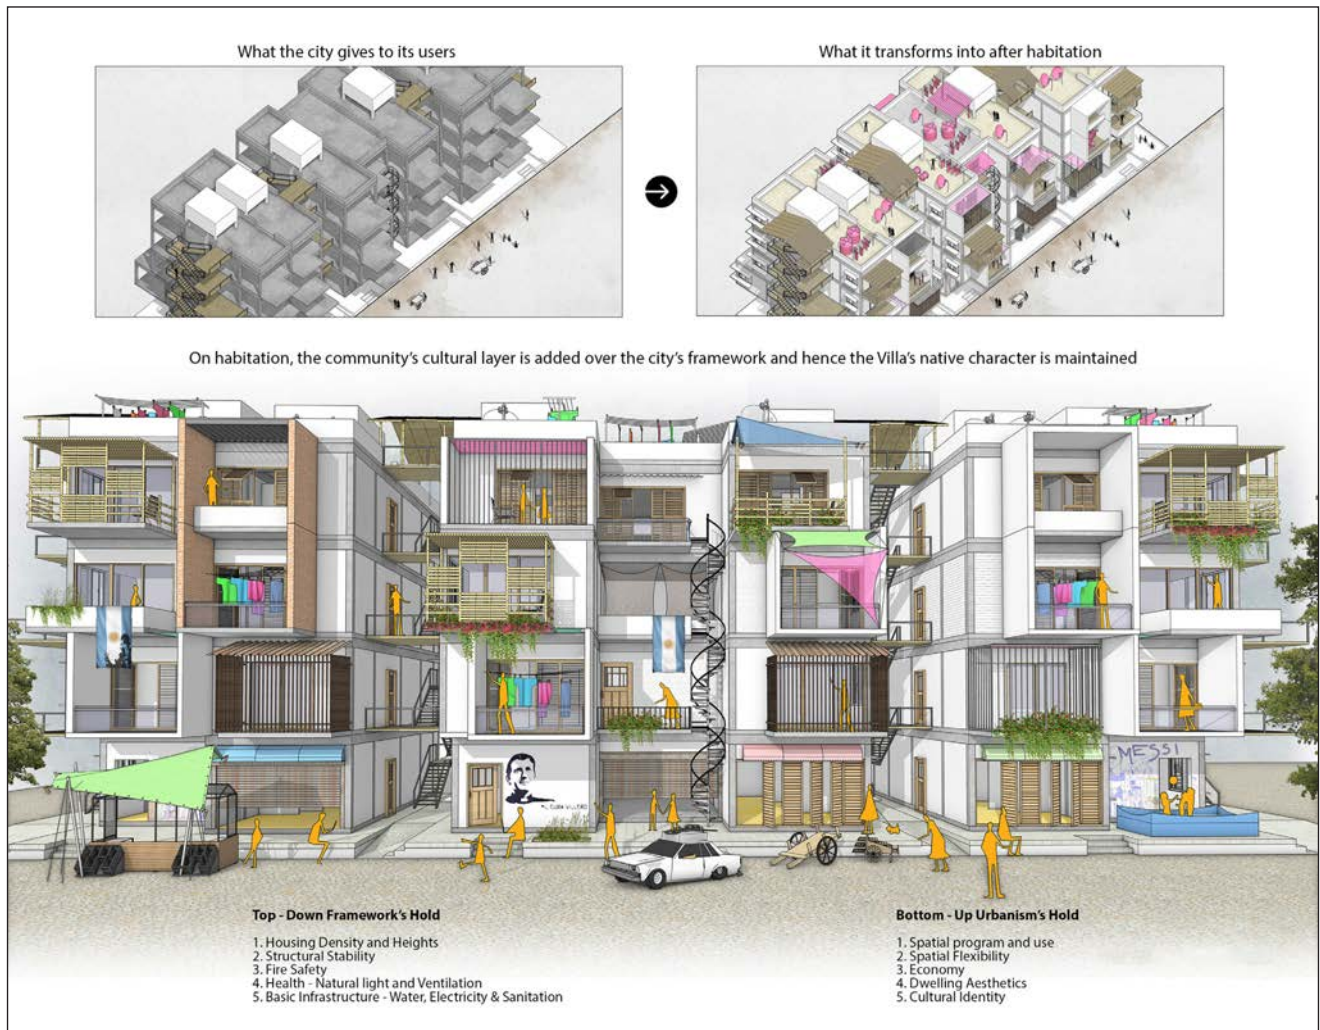 What the city gives to its users
What it transforms into after habitation
On habitation, the community's cultural layer is added over the city's framework and hence the Villa's native character is maintained
MESSI
CURA VILLERO
Top - Down Framework's Hold
1. Housing Density and Heights
2. Structural Stability
3. Fire Safety
4. Health - Natural light and Ventilation
5. Basic Infrastructure - Water, Electricity & Sanitation
Bottom - Up Urbanism's Hold
1. Spatial program and use
2. Spatial Flexibility
3. Economy
4. Dwelling Aesthetics
5. Cultural Identity